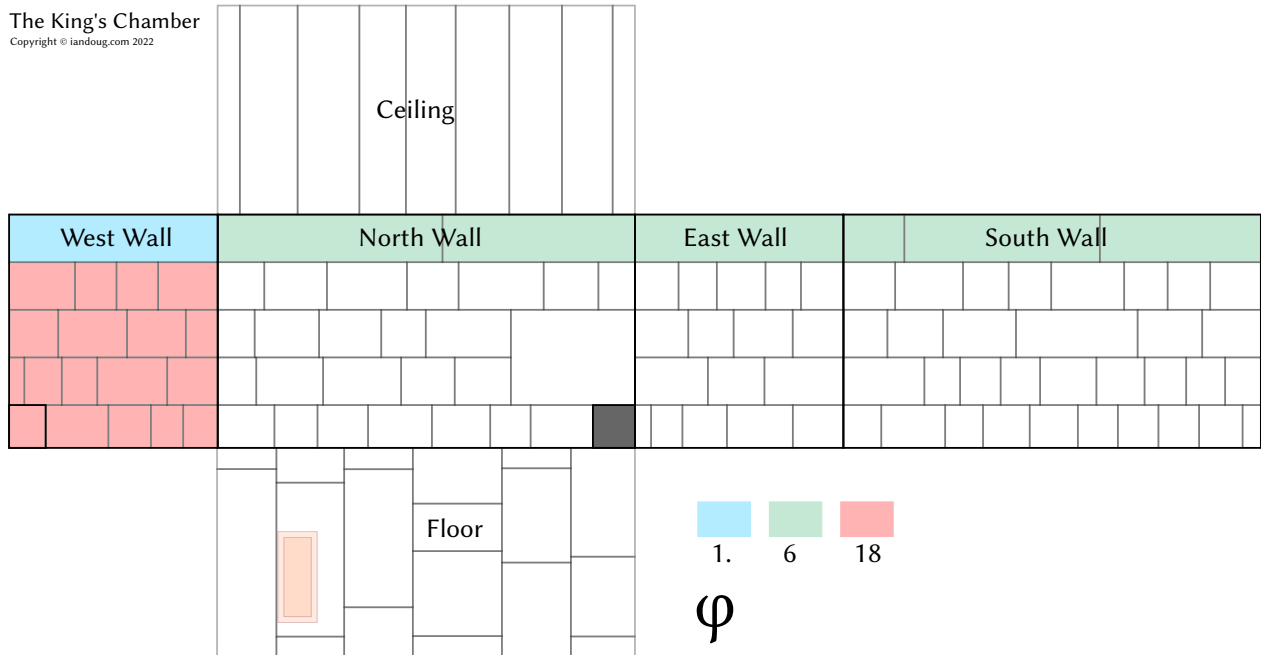 The King's Chamber
Copyright © iandoug.com 2022
Ceiling
West Wall
North Wall
East Wall
South Wall
Floor
1.
6
18
φ